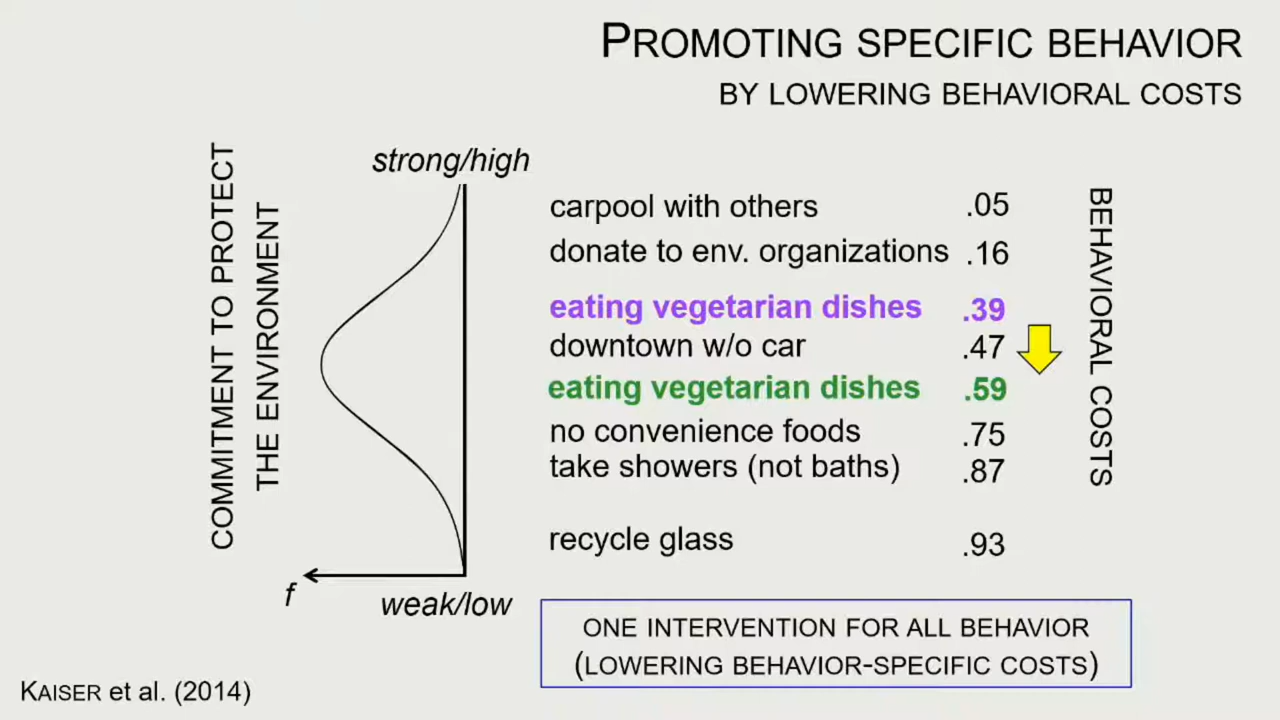 PROMOTING SPECIFIC BEHAVIOR
BY LOWERING BEHAVIORAL COSTS
COMMITMENT TO PROTECT
THE ENVIRONMENT
strong/high
carpool with others .05
donate to env. organizations .16
eating vegetarian dishes .39
downtown w/o car .47
eating vegetarian dishes .59
no convenience foods .75
take showers (not baths) .87
recycle glass .93
BEHAVIORAL COSTS
f
weak/low
ONE INTERVENTION FOR ALL BEHAVIOR
(LOWERING BEHAVIOR-SPECIFIC COSTS)
KAISER et al. (2014)